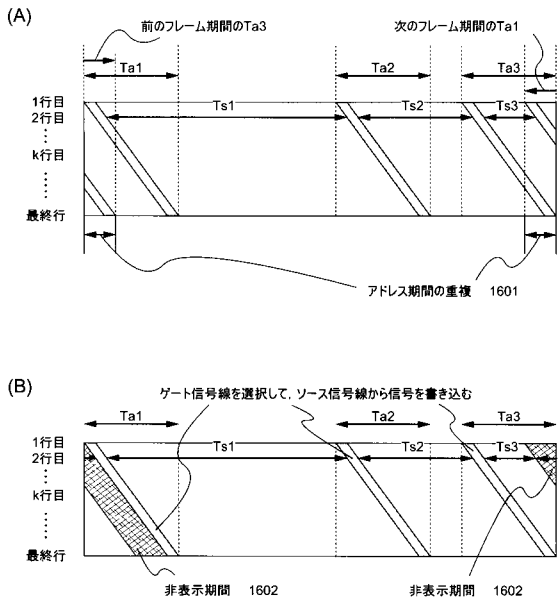 (A)
前のフレーム期間のTa3
次のフレーム期間のTa1
Ta1
Ta2
Ta3
1行目
2行目
k行目
最終行
Ts1
Ts2
Ts3
アドレス期間の重複 1601
(B)
ゲート信号線を選択して，ソース信号線から信号を書き込む
Ta1
Ta2
Ta3
1行目
2行目
k行目
最終行
Ts1
Ts2
Ts3
非表示期間 1602
非表示期間 1602